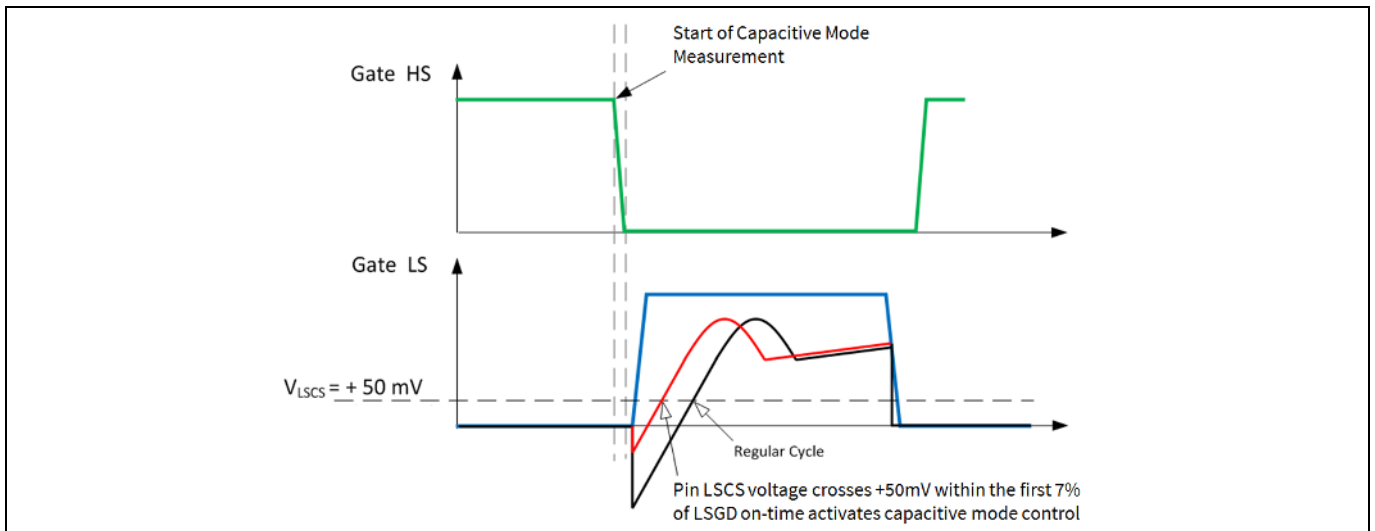 Start of Capacitive Mode
Measurement
Gate HS
Gate LS
VLSCS = + 50 mV
Regular Cycle
Pin LSCS voltage crosses +50mV within the first 7%
of LSGD on-time activates capacitive mode control